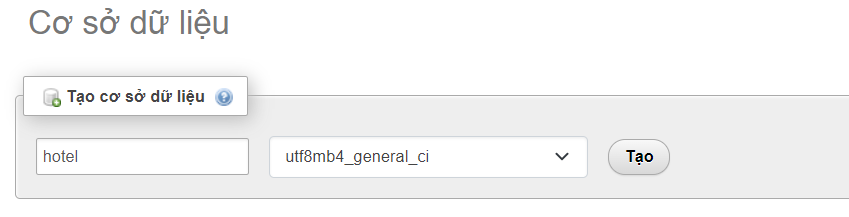 Cơ sở dữ liệu
Tạo cơ sở dữ liệu
hotel utf8mb4_general_ci Tạo